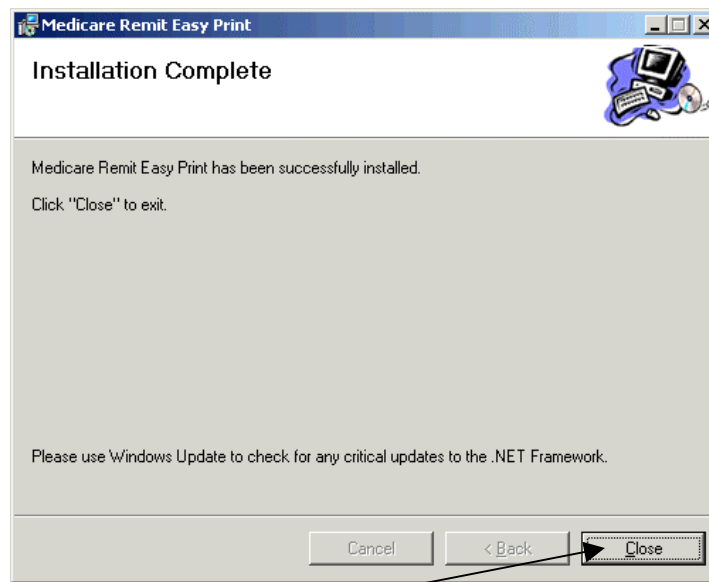 Medicare Remit Easy Print
Installation Complete
Medicare Remit Easy Print has been successfully installed.
Click "Close" to exit.
Please use Windows Update to check for any critical updates to the .NET Framework.
Cancel
< Back
Close